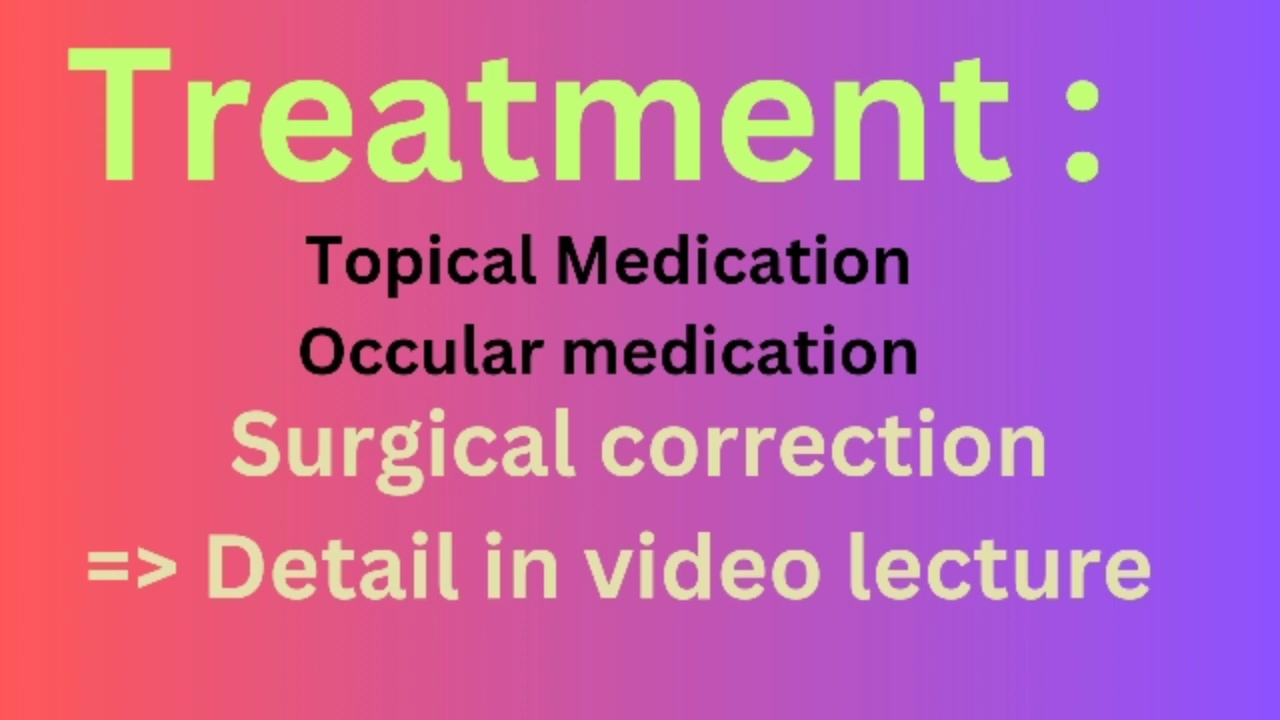 Treatment :
Topical Medication
Occular medication
Surgical correction
=> Detail in video lecture